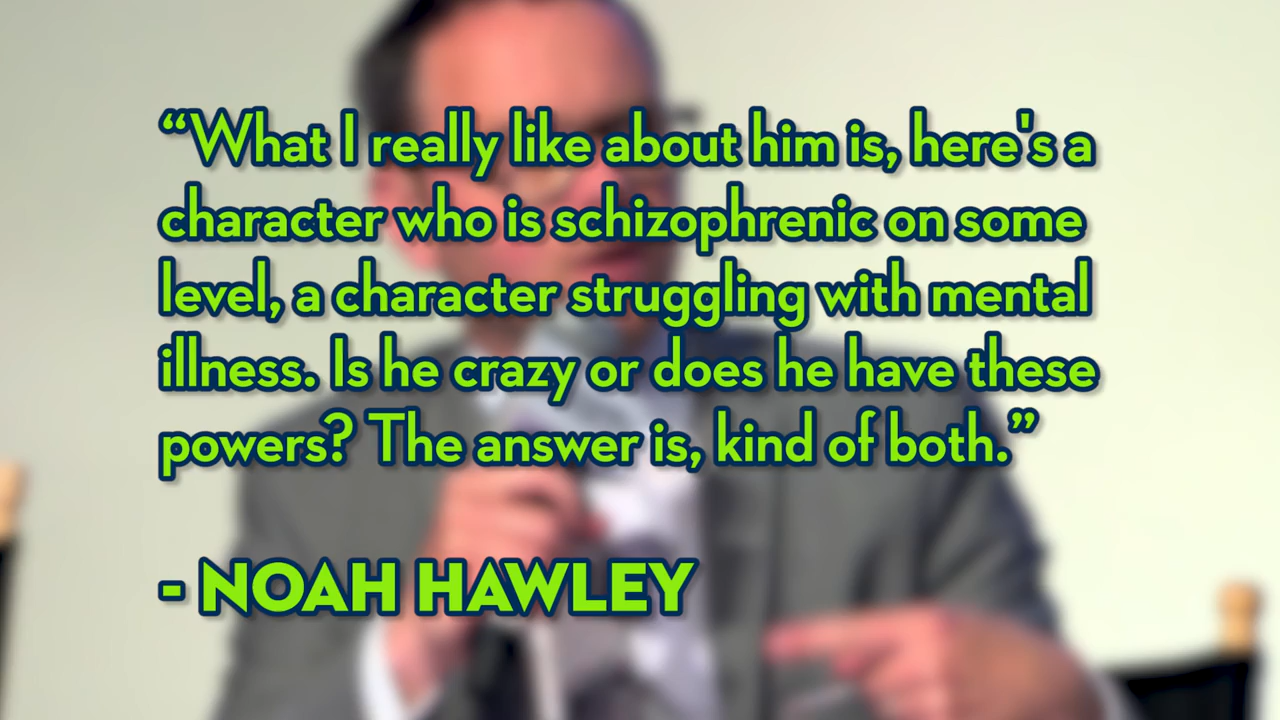 “What I really like about him is, here's a
character who is schizophrenic on some
level, a character struggling with mental
illness. Is he crazy or does he have these
powers? The answer is, kind of both.”
- NOAH HAWLEY